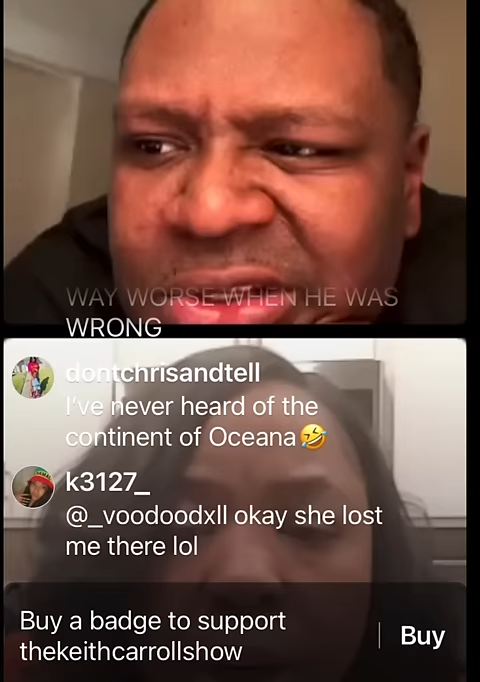 WAY WORSE WHEN HE WAS
WRONG
dontchrisandtell
I've never heard of the
continent of Oceana🤣
k3127_
@_voodoodxll okay she lost
me there lol
Buy a badge to support
thekeithcarrollshow
Buy